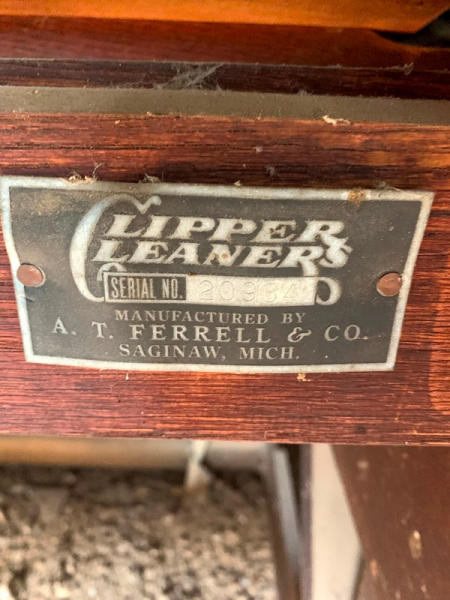 CLIPPER
CLEANERS
SERIAL NO.
MANUFACTURED BY
A. T. FERRELL & CO.
SAGINAW, MICH.